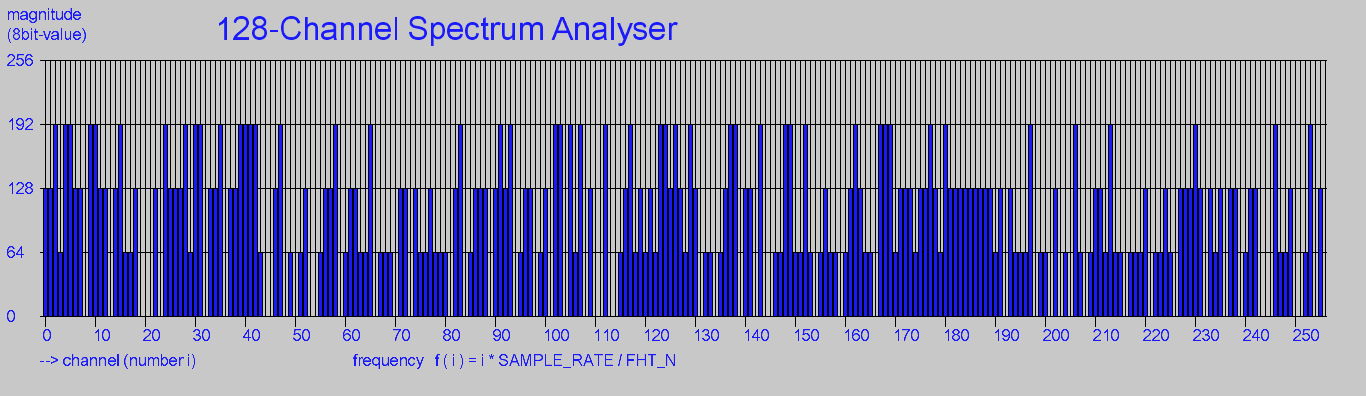 magnitude
(8bit-value)
128-Channel Spectrum Analyser
256
192
128
64
0
0 10 20 30 40 50 60 70 80 90 100 110 120 130 140 150 160 170 180 190 200 210 220 230 240 250
--> channel (number i)
frequency f ( i ) = i * SAMPLE_RATE / FHT_N